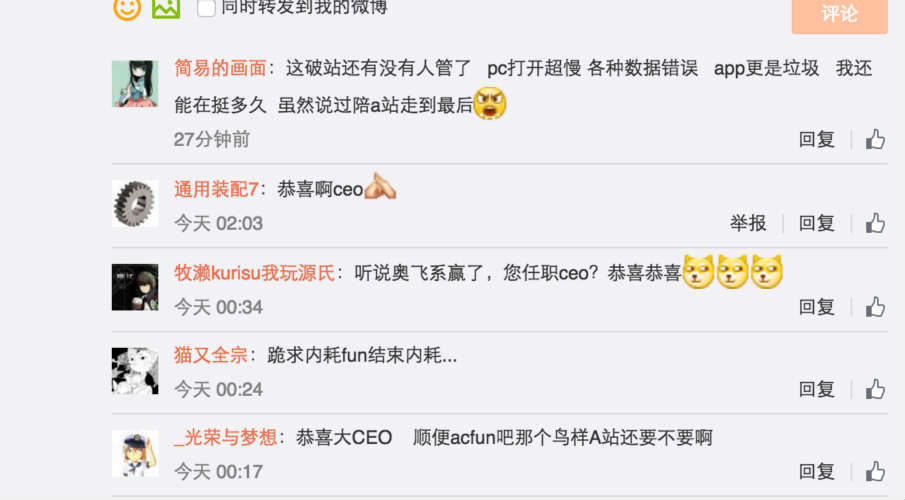 同时转发到我的微博
评论
简易的画面：这破站还有没有人管了 pc打开超慢 各种数据错误 app更是垃圾 我还
能在挺多久 虽然说过陪a站走到最后
27分钟前 回复
通用装配7：恭喜啊ceo
今天 02:03 举报 回复
牧濑kurisu我玩源氏：听说奥飞系赢了，您任职ceo？恭喜恭喜
今天 00:34 回复
猫又全宗：跪求内耗fun结束内耗...
今天 00:24 回复
_光荣与梦想：恭喜大CEO 顺便acfun吧那个鸟样A站还要不要啊
今天 00:17 回复